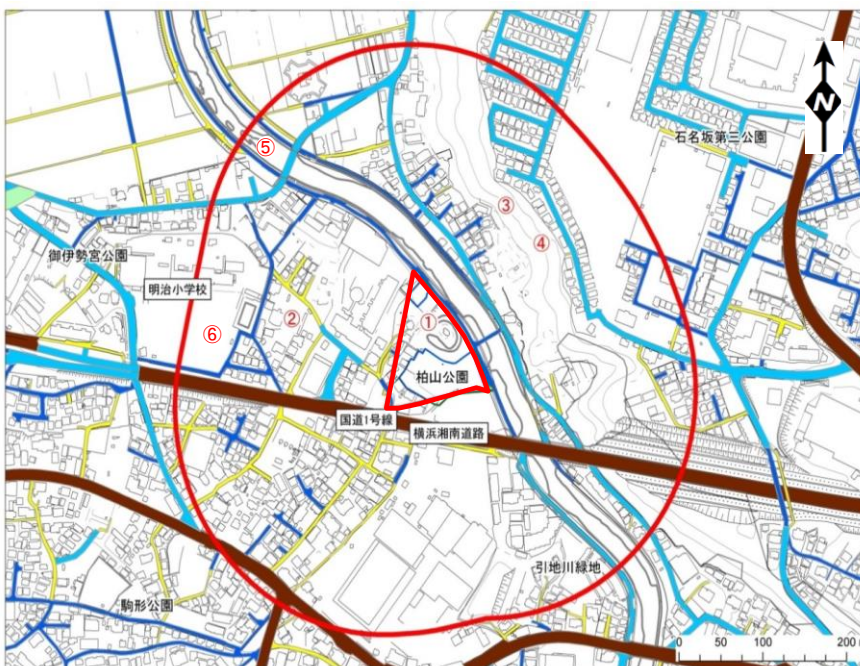 N
石名坂第三公園
⑤
③
④
御伊勢宮公園
明治小学校
②
①
⑥
柏山公園
国道1号線
横浜湘南道路
引地川緑地
駒形公園
0 50 100 200